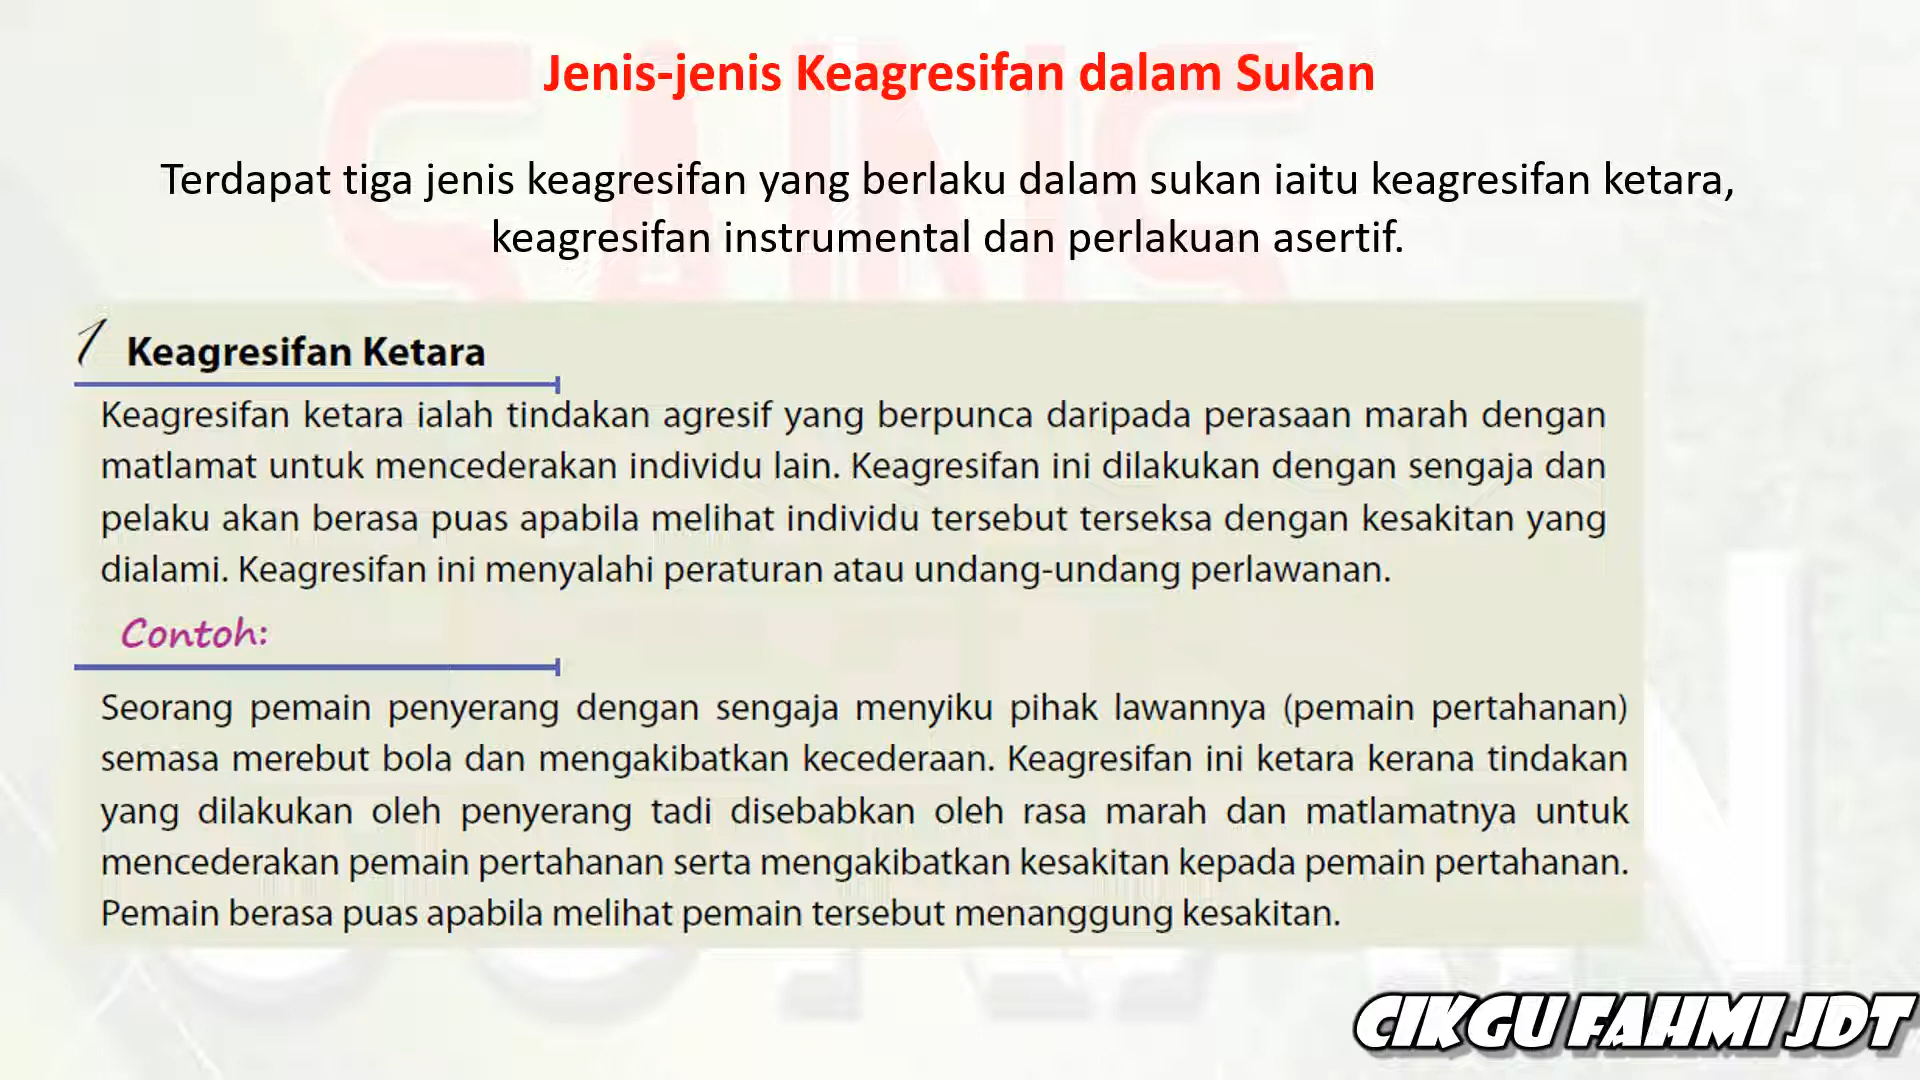 Jenis-jenis Keagresifan dalam Sukan
Terdapat tiga jenis keagresifan yang berlaku dalam sukan iaitu keagresifan ketara,
keagresifan instrumental dan perlakuan asertif.
1 Keagresifan Ketara
Keagresifan ketara ialah tindakan agresif yang berpunca daripada perasaan marah dengan
matlamat untuk mencederakan individu lain. Keagresifan ini dilakukan dengan sengaja dan
pelaku akan berasa puas apabila melihat individu tersebut terseksa dengan kesakitan yang
dialami. Keagresifan ini menyalahi peraturan atau undang-undang perlawanan.
Contoh:
Seorang pemain penyerang dengan sengaja menyiku pihak lawannya (pemain pertahanan)
semasa merebut bola dan mengakibatkan kecederaan. Keagresifan ini ketara kerana tindakan
yang dilakukan oleh penyerang tadi disebabkan oleh rasa marah dan matlamatnya untuk
mencederakan pemain pertahanan serta mengakibatkan kesakitan kepada pemain pertahanan.
Pemain berasa puas apabila melihat pemain tersebut menanggung kesakitan.
CIKGU FAHMI JDT